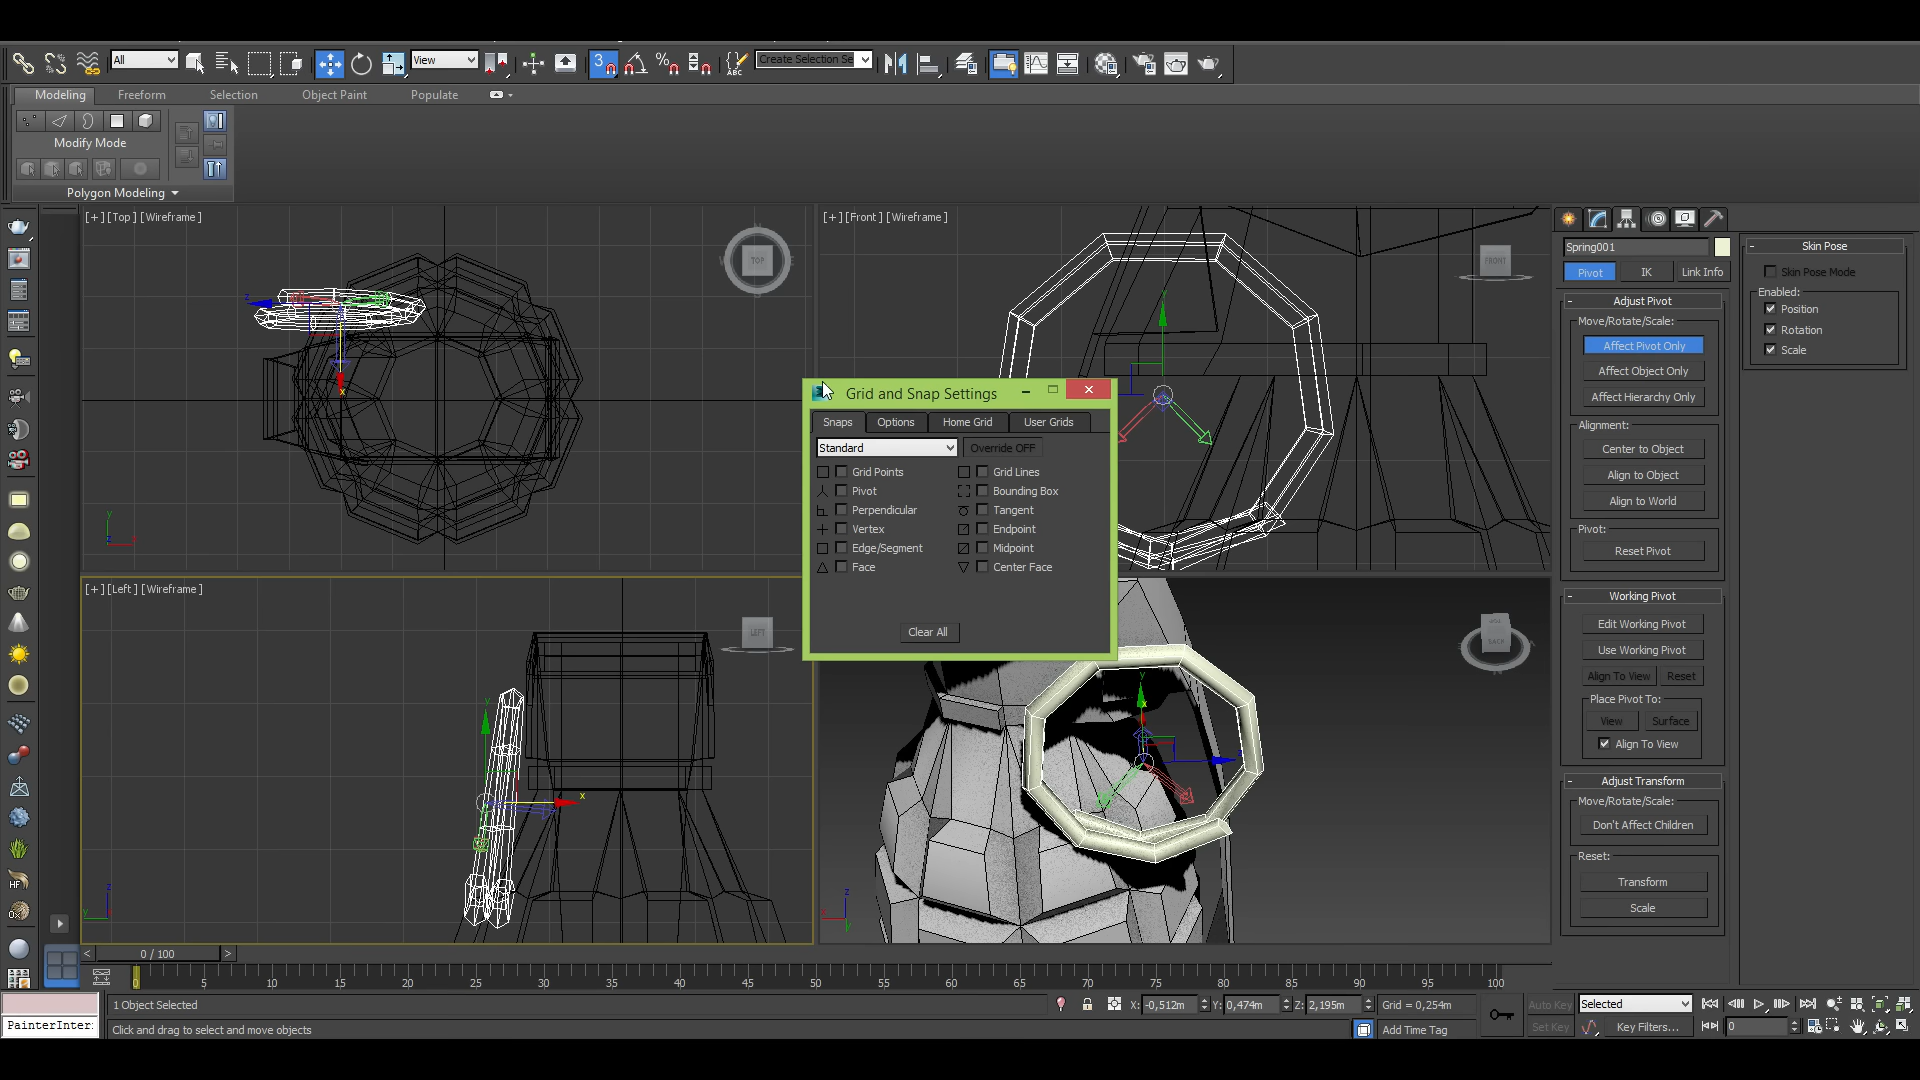 All
View
3
ABC
Create Selection Se
Modeling
Freeform
Selection
Object Paint
Populate
Modify Mode
Polygon Modeling
[+][Top][Wireframe]
TOP
[+][Front][Wireframe]
FRONT
[+][Left][Wireframe]
LEFT
BACK
Grid and Snap Settings
Snaps
Options
Home Grid
User Grids
Standard
Override OFF
Grid Points
Grid Lines
Pivot
Bounding Box
Perpendicular
Tangent
Vertex
Endpoint
Edge/Segment
Midpoint
Face
Center Face
Clear All
Spring001
Pivot
IK
Link Info
Adjust Pivot
Move/Rotate/Scale:
Affect Pivot Only
Affect Object Only
Affect Hierarchy Only
Alignment:
Center to Object
Align to Object
Align to World
Pivot:
Reset Pivot
Working Pivot
Edit Working Pivot
Use Working Pivot
Align To View
Reset
Place Pivot To:
View
Surface
Align To View
Adjust Transform
Move/Rotate/Scale:
Don't Affect Children
Reset:
Transform
Scale
Skin Pose
Skin Pose Mode
Enabled:
Position
Rotation
Scale
HF
< 0 / 100 >
0 5 10 15 20 25 30 35 40 45 50 55 60 65 70 75 80 85 90 95 100
1 Object Selected
X: -0,512m Y: 0,474m Z: 2,195m Grid = 0,254m
Auto Key
Selected
PainterInter:
Click and drag to select and move objects
Add Time Tag
Set Key
Key Filters...
0